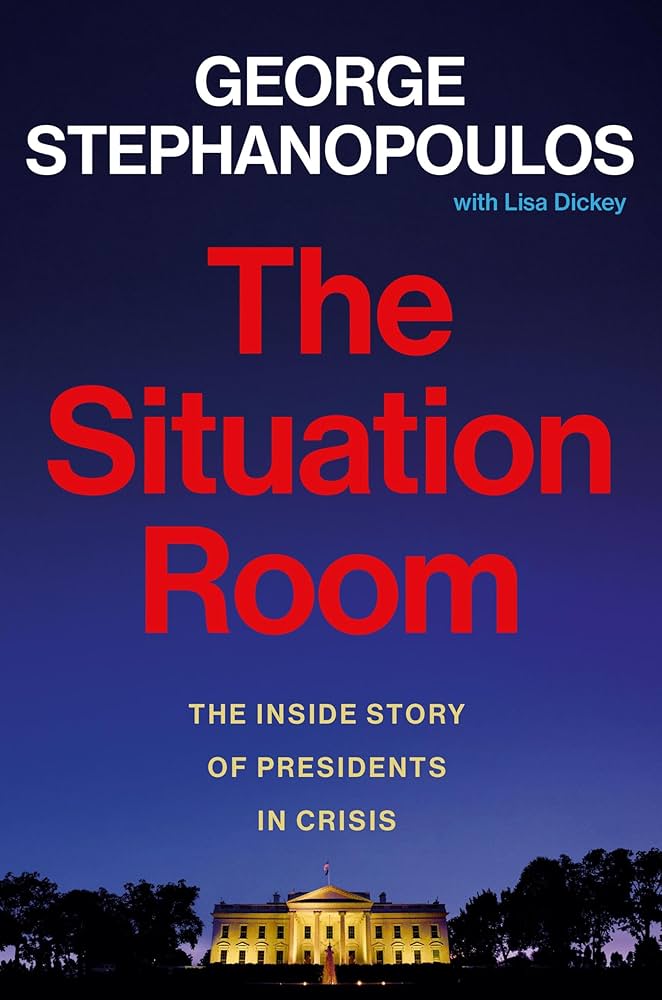 GEORGE
STEPHANOPOULOS
with Lisa Dickey
The
Situation
Room
THE INSIDE STORY
OF PRESIDENTS
IN CRISIS